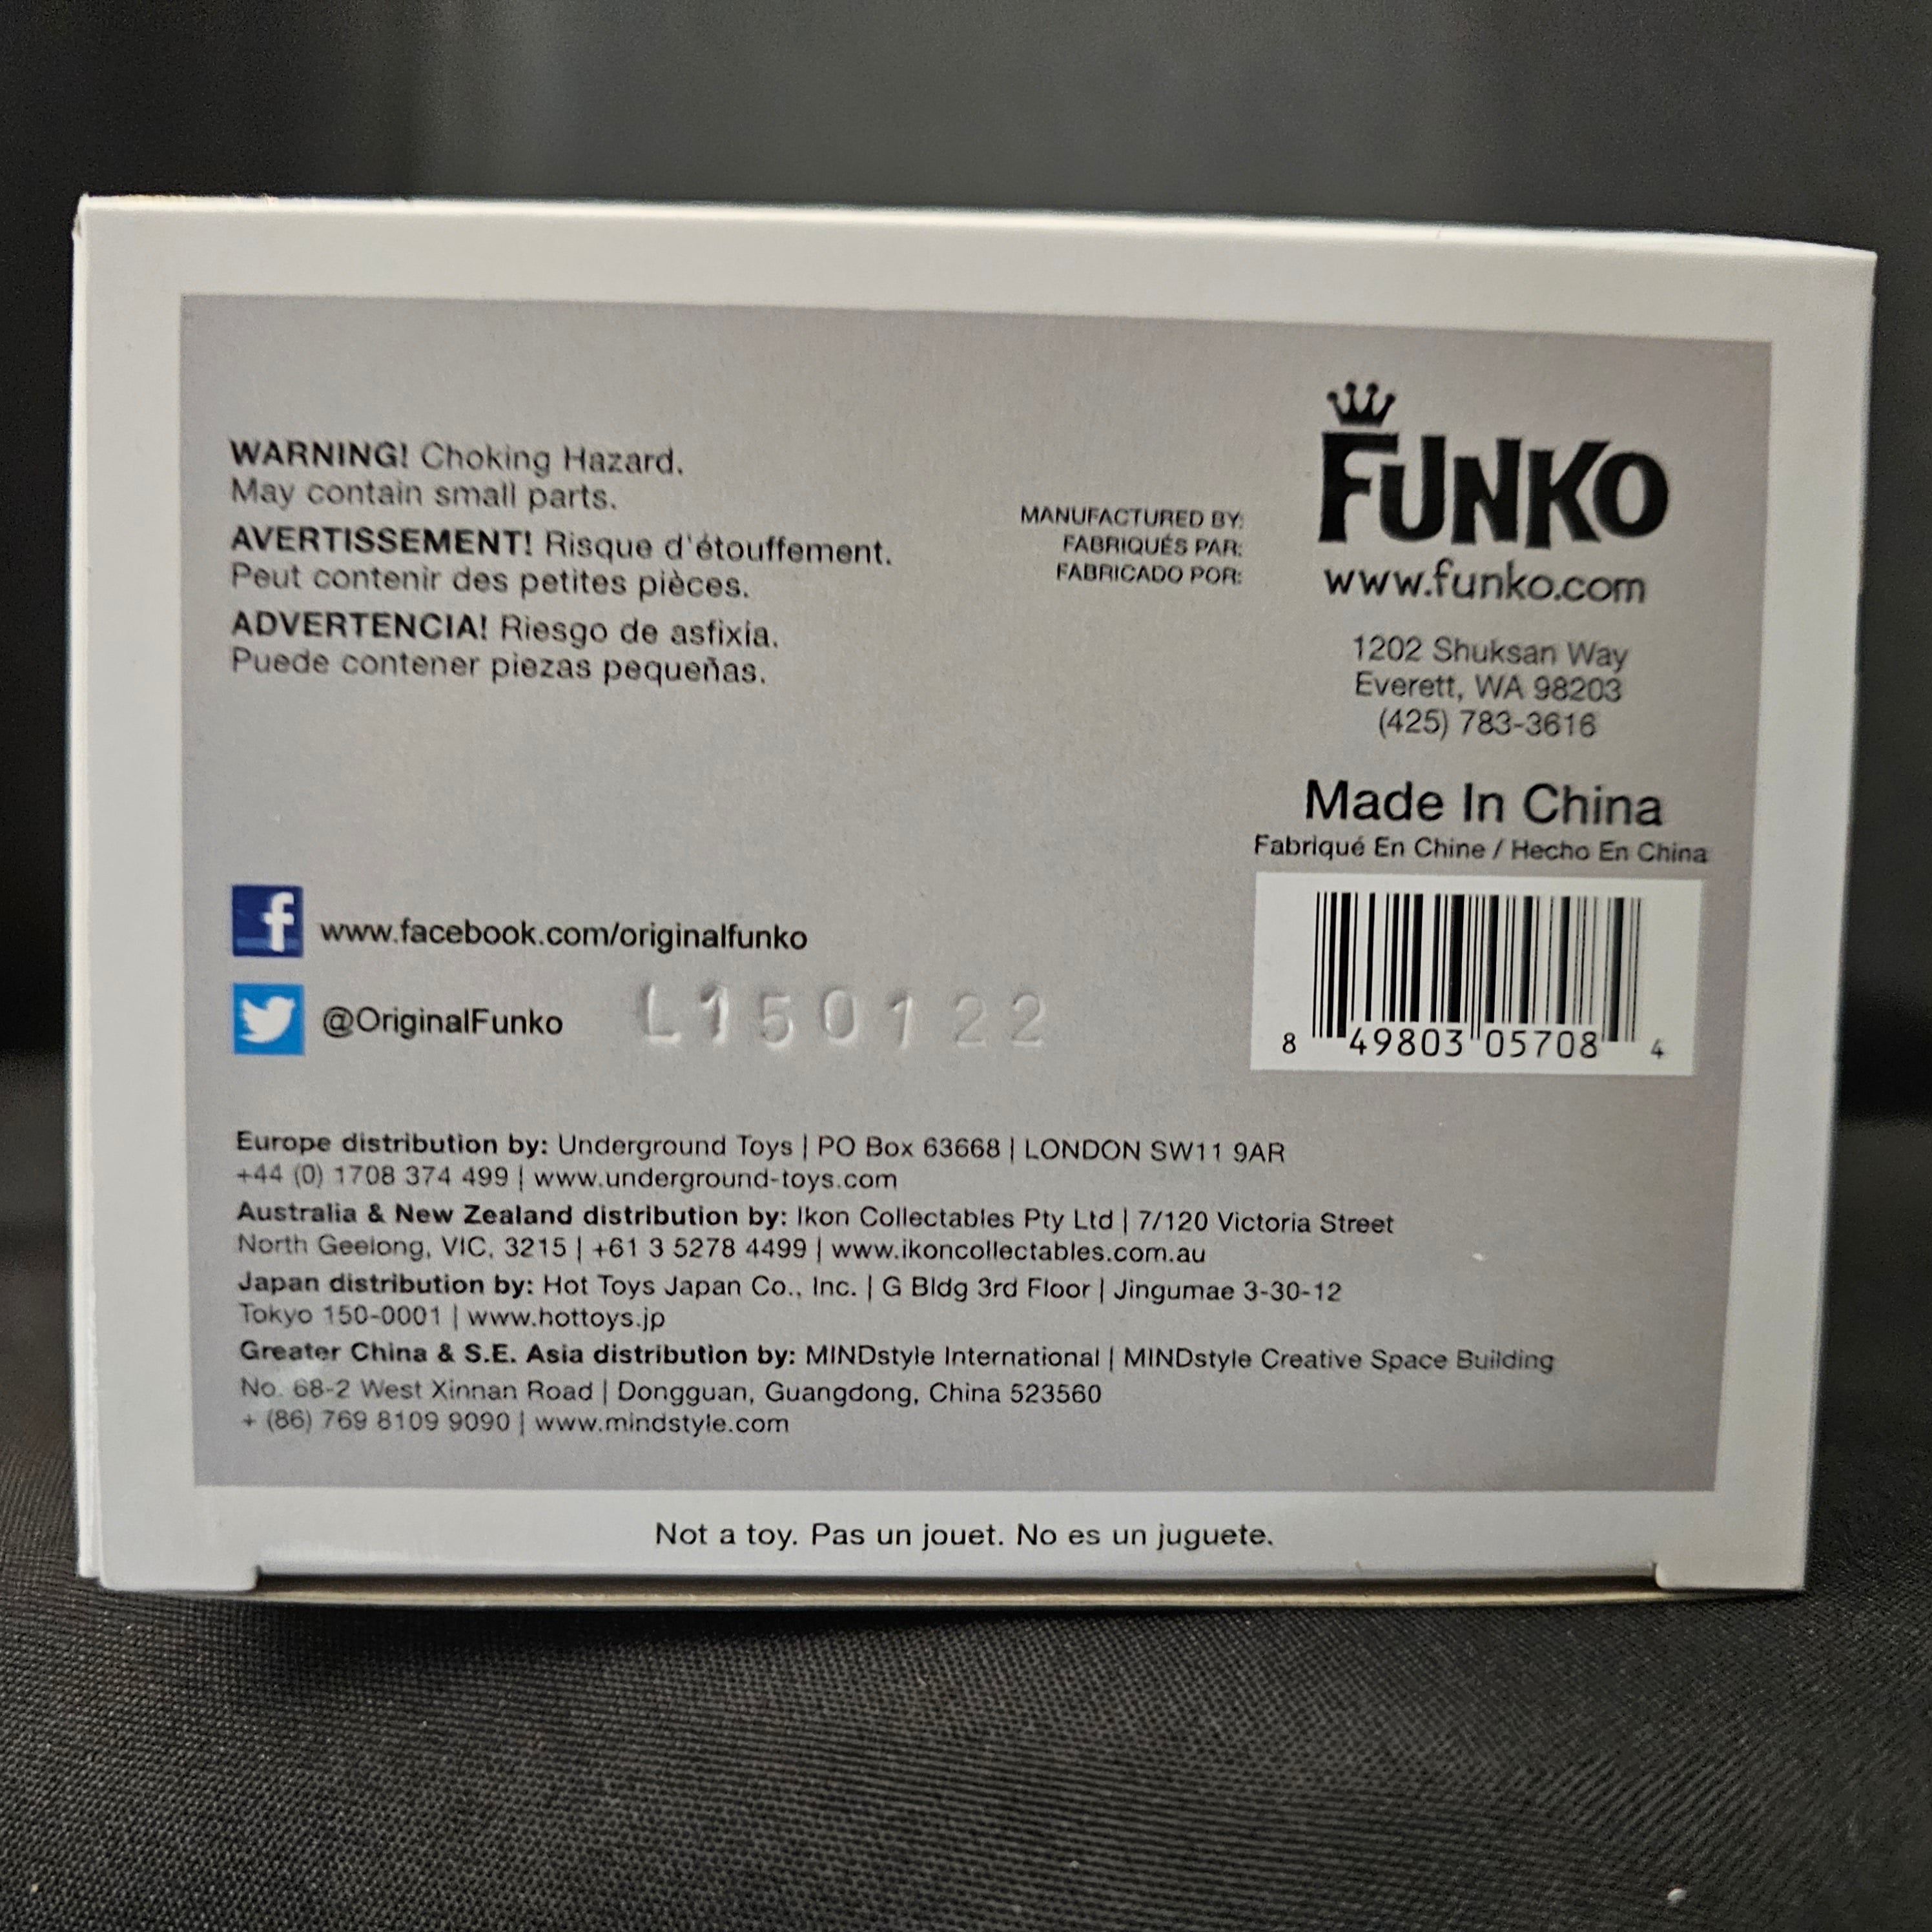 WARNING! Choking Hazard.
May contain small parts.
AVERTISSEMENT! Risque d'étouffement.
Peut contenir des petites pièces.
ADVERTENCIA! Riesgo de asfixia.
Puede contener piezas pequeñas.
MANUFACTURED BY:
FABRIQUÉS PAR:
FABRICADO POR:
FUNKO
www.funko.com
1202 Shuksan Way
Everett, WA 98203
(425) 783-3616
Made In China
Fabriqué En Chine / Hecho En China
8 49803 05708 4
f www.facebook.com/originalfunko
@OriginalFunko
L150122
Europe distribution by: Underground Toys | PO Box 63668 | LONDON SW11 9AR
+44 (0) 1708 374 499 | www.underground-toys.com
Australia & New Zealand distribution by: Ikon Collectables Pty Ltd | 7/120 Victoria Street
North Geelong, VIC, 3215 | +61 3 5278 4499 | www.ikoncollectables.com.au
Japan distribution by: Hot Toys Japan Co., Inc. | G Bldg 3rd Floor | Jingumae 3-30-12
Tokyo 150-0001 | www.hottoys.jp
Greater China & S.E. Asia distribution by: MINDstyle International | MINDstyle Creative Space Building
No. 68-2 West Xinnan Road | Dongguan, Guangdong, China 523560
+ (86) 769 8109 9090 | www.mindstyle.com
Not a toy. Pas un jouet. No es un juguete.